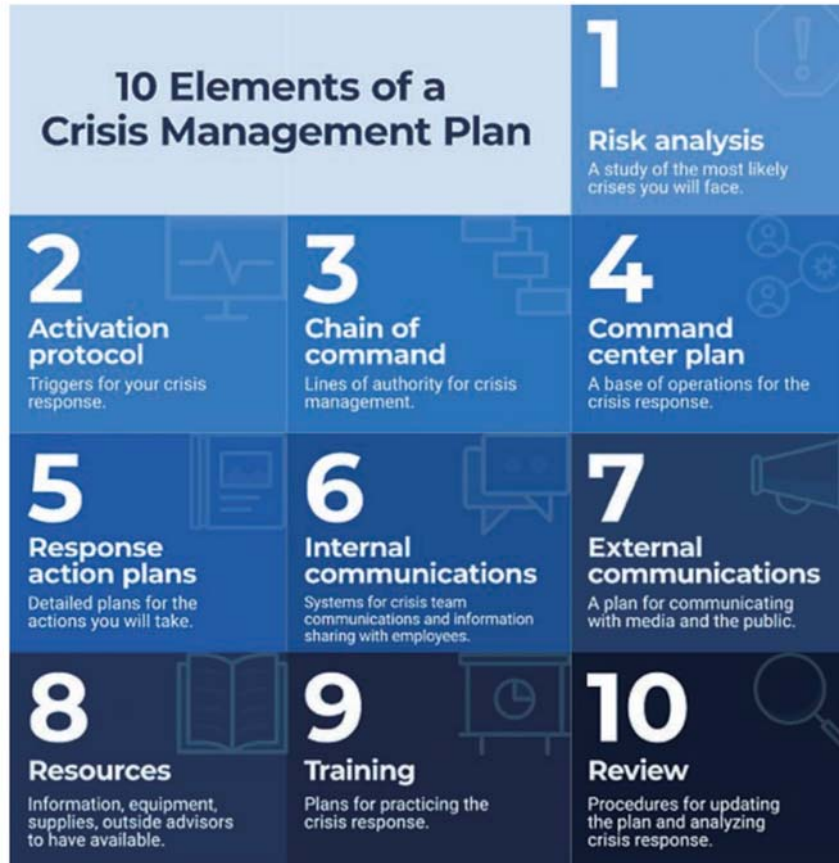 10 Elements of a
Crisis Management Plan
1
Risk analysis
A study of the most likely
crises you will face.
2
Activation
protocol
Triggers for your crisis
response.
3
Chain of
command
Lines of authority for crisis
management.
4
Command
center plan
A base of operations for the
crisis response.
5
Response
action plans
Detailed plans for the
actions you will take.
6
Internal
communications
Systems for crisis team
communications and information
sharing with employees.
7
External
communications
A plan for communicating
with media and the public.
8
Resources
Information, equipment,
supplies, outside advisors
to have available.
9
Training
Plans for practicing the
crisis response.
10
Review
Procedures for updating
the plan and analyzing
crisis response.